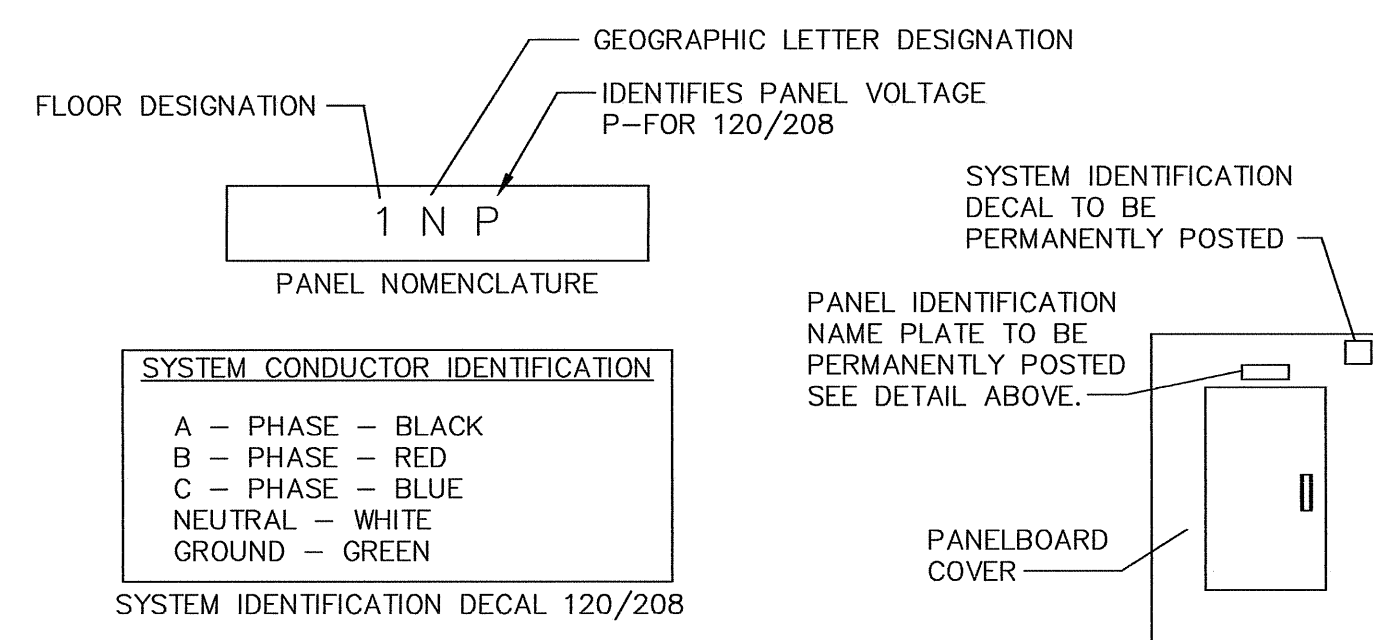 GEOGRAPHIC LETTER DESIGNATION
FLOOR DESIGNATION
IDENTIFIES PANEL VOLTAGE
P-FOR 120/208
1 N P
PANEL NOMENCLATURE
SYSTEM CONDUCTOR IDENTIFICATION
A - PHASE - BLACK
B - PHASE - RED
C - PHASE - BLUE
NEUTRAL - WHITE
GROUND - GREEN
SYSTEM IDENTIFICATION DECAL 120/208
SYSTEM IDENTIFICATION
DECAL TO BE
PERMANENTLY POSTED
PANEL IDENTIFICATION
NAME PLATE TO BE
PERMANENTLY POSTED
SEE DETAIL ABOVE.
PANELBOARD
COVER